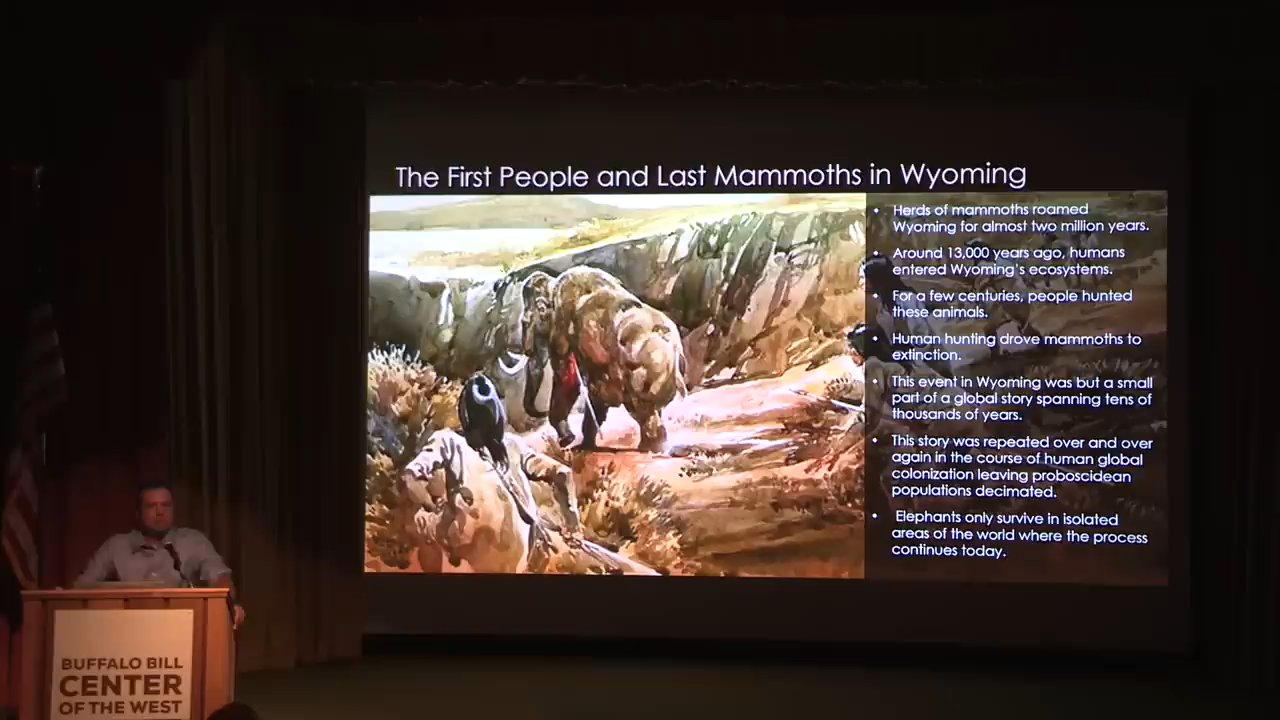 The First People and Last Mammoths in Wyoming
• Herds of mammoths roamed
Wyoming for almost two million years.
• Around 13,000 years ago, humans
entered Wyoming's ecosystems.
• For a few centuries, people hunted
these animals.
• Human hunting drove mammoths to
extinction.
• This event in Wyoming was but a small
part of a global story spanning tens of
thousands of years.
• This story was repeated over and over
again in the course of human global
colonization leaving proboscidean
populations decimated.
• Elephants only survive in isolated
areas of the world where the process
continues today.
BUFFALO BILL
CENTER
OF THE WEST